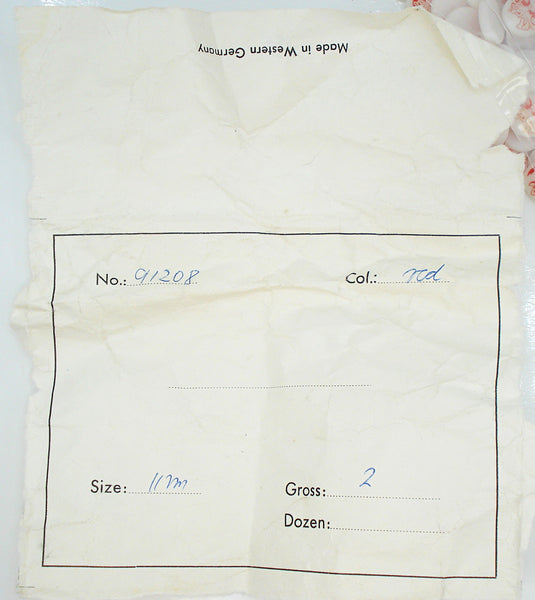 Made in Western Germany
No.: 91208 Col.: red
Size: 11m Gross: 2
Dozen: